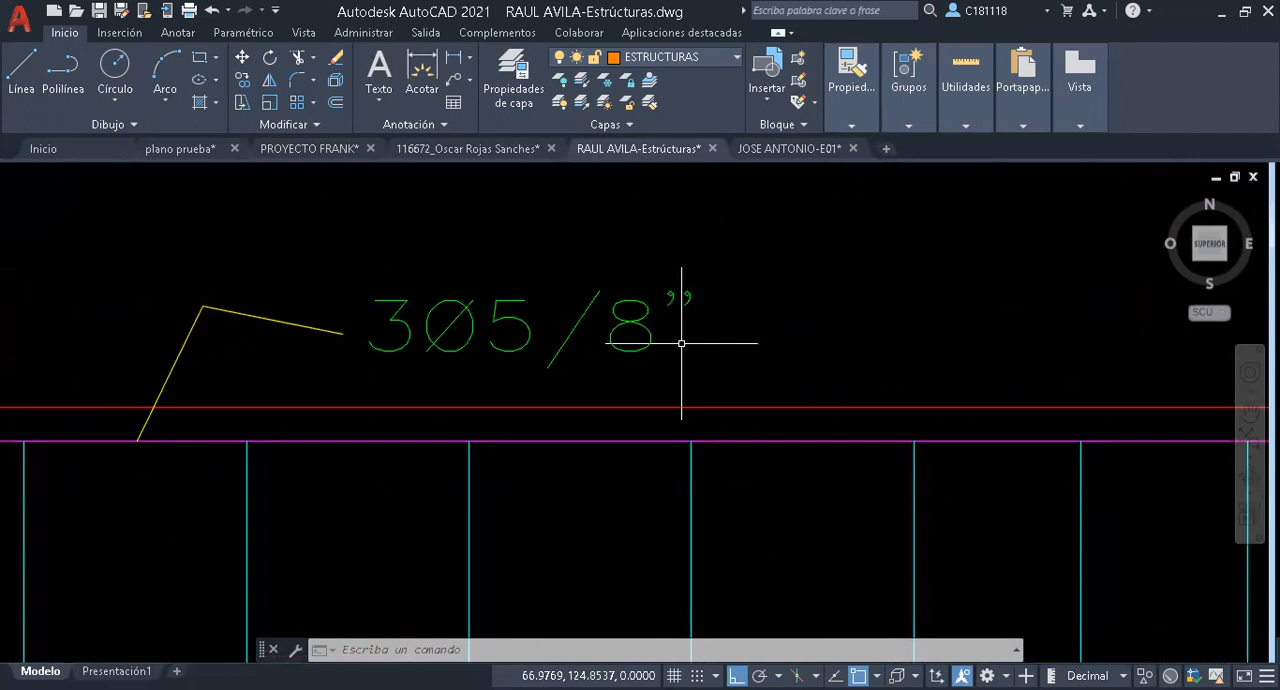 A Autodesk AutoCAD 2021 RAUL AVILA-Estrúcturas.dwg Escriba palabra clave o frase C181118
Inicio Inserción Anotar Paramétrico Vista Administrar Salida Complementos Colaborar Aplicaciones destacadas
ESTRUCTURAS
Línea Polilínea Círculo Arco Texto Acotar Propiedades de capa Insertar Propied... Grupos Utilidades Portapap... Vista
Dibujo Modificar Anotación Capas Bloque
Inicio plano prueba* PROYECTO FRANK* 116672_Oscar Rojas Sanches* RAUL AVILA-Estrúcturas* JOSE ANTONIO-E01*
N
O SUPERIOR E
S
SCU
3Ø5/8”
Escriba un comando
Modelo Presentación1 66.9769, 124.8537, 0.0000 Decimal